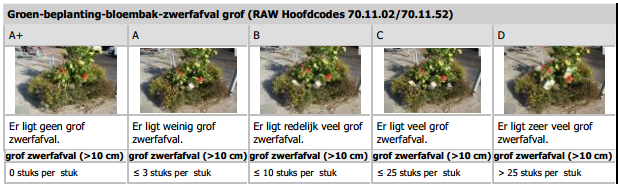 Groen-beplanting-bloembak-zwerfafval grof (RAW Hoofdcodes 70.11.02/70.11.52)
A+ A B C D
Er ligt geen grof zwerfafval.
Er ligt weinig grof zwerfafval.
Er ligt redelijk veel grof zwerfafval.
Er ligt veel grof zwerfafval.
Er ligt zeer veel grof zwerfafval.
grof zwerfafval (>10 cm) grof zwerfafval (>10 cm) grof zwerfafval (>10 cm) grof zwerfafval (>10 cm) grof zwerfafval (>10 cm)
0 stuks per stuk ≤ 3 stuks per stuk ≤ 10 stuks per stuk ≤ 25 stuks per stuk > 25 stuks per stuk